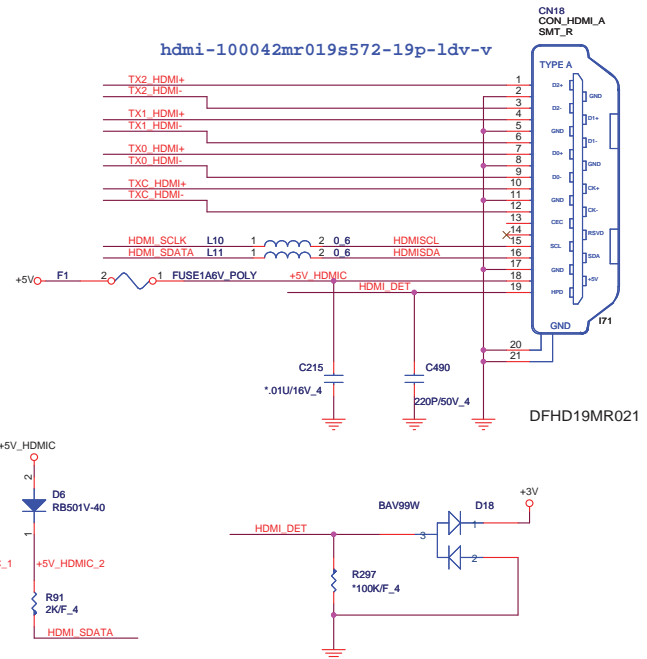 CN18
CON_HDMI_A
SMT_R
hdmi-100042mr019s572-19p-ldv-v
TYPE A
TX2_HDMI+ 1 D2+
TX2_HDMI- 2 GND
3 D2-
TX1_HDMI+ 4 D1+
TX1_HDMI- 5 GND
6 D1-
TX0_HDMI+ 7 D0+
8 GND
TX0_HDMI- 9 D0-
TXC_HDMI+ 10 CK+
TXC_HDMI- 11 GND
12 CK-
13 CEC
14 RSVD
HDMI_SCLK L10 1 2 0_6 HDMISCL 15 SCL
HDMI_SDATA L11 1 2 0_6 HDMISDA 16 SDA
17 GND
+5V F1 2 1 FUSE1A6V_POLY +5V_HDMIC 18 +5V
HDMI_DET 19 HPD
GND I71
20
21
C215 C490
*.01U/16V_4 220P/50V_4
DFHD19MR021
+5V_HDMIC
2
D6
RB501V-40
1
_1 +5V_HDMIC_2
R91
2K/F_4
HDMI_SDATA
+3V
BAV99W D18
HDMI_DET 3 1
2
R297
*100K/F_4